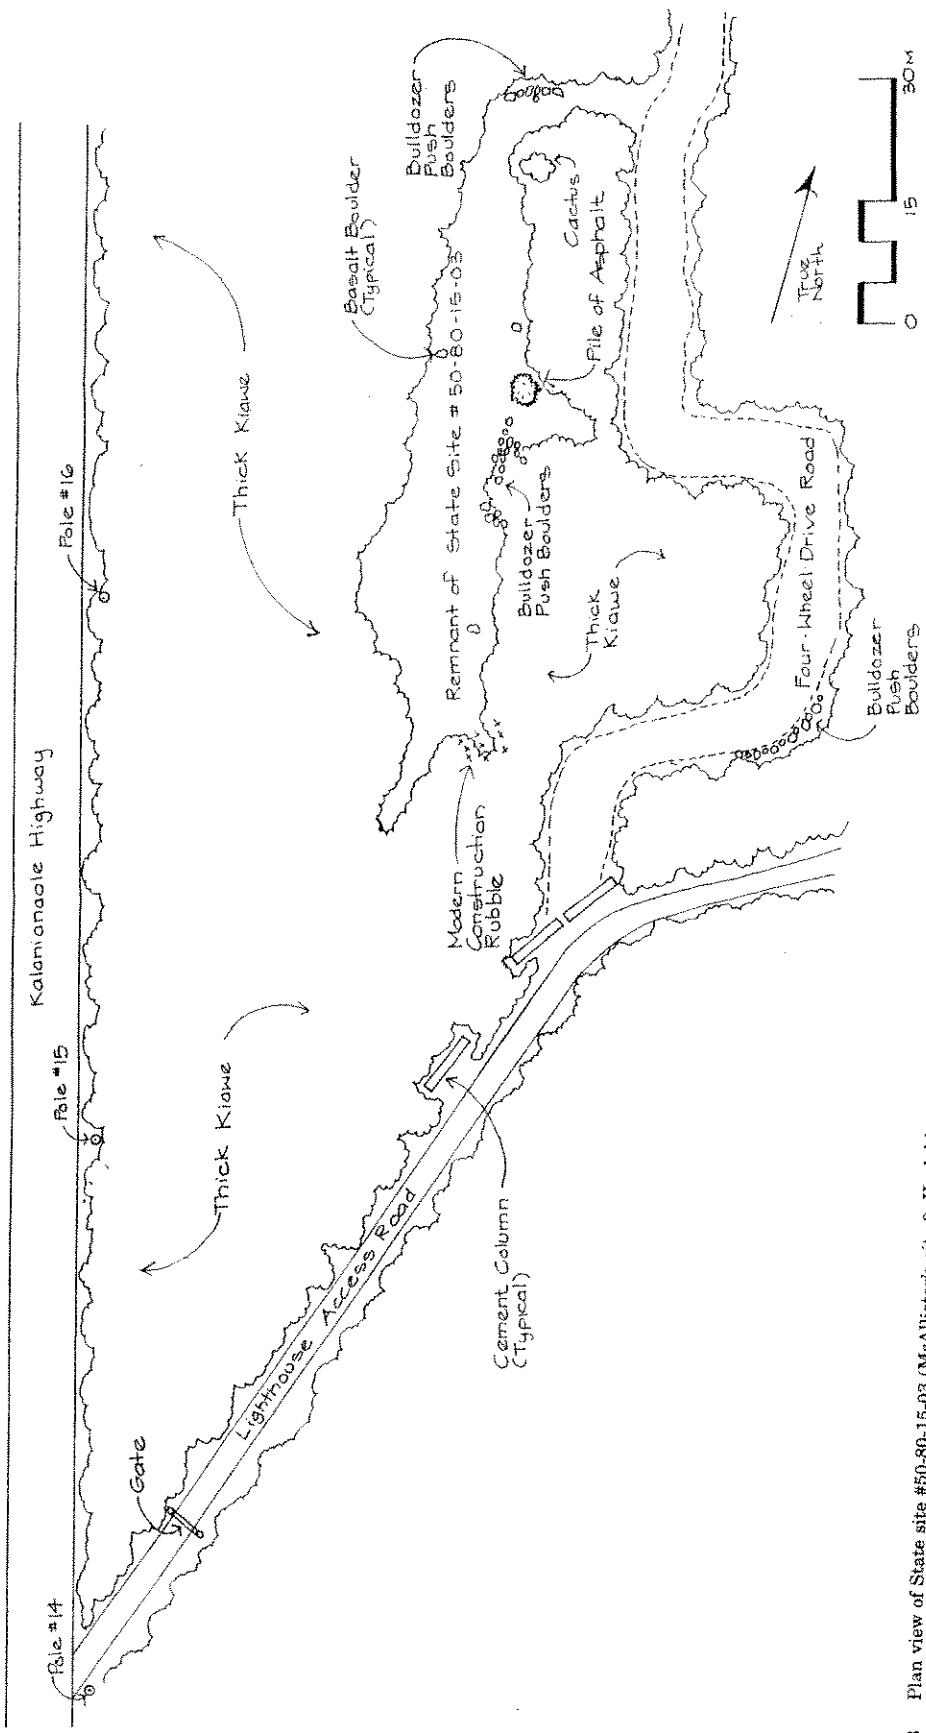 Kalanianaole Highway
Pole #14
Pole #15
Pole #16
Gate
Lighthouse Access Road
Thick Kiawe
Thick Kiawe
Cement Column
(Typical)
Modern
Construction
Rubble
Remnant of State Site # 50-80-15-03
Basalt Boulder
(Typical)
Bulldozer
Push
Boulders
Bulldozer
Push Boulders
Thick
Kiawe
Cactus
Pile of Asphalt
Four-Wheel Drive Road
Bulldozer
Push
Boulders
True
North
0
15
30M
Plan view of State site #50-80-15-03